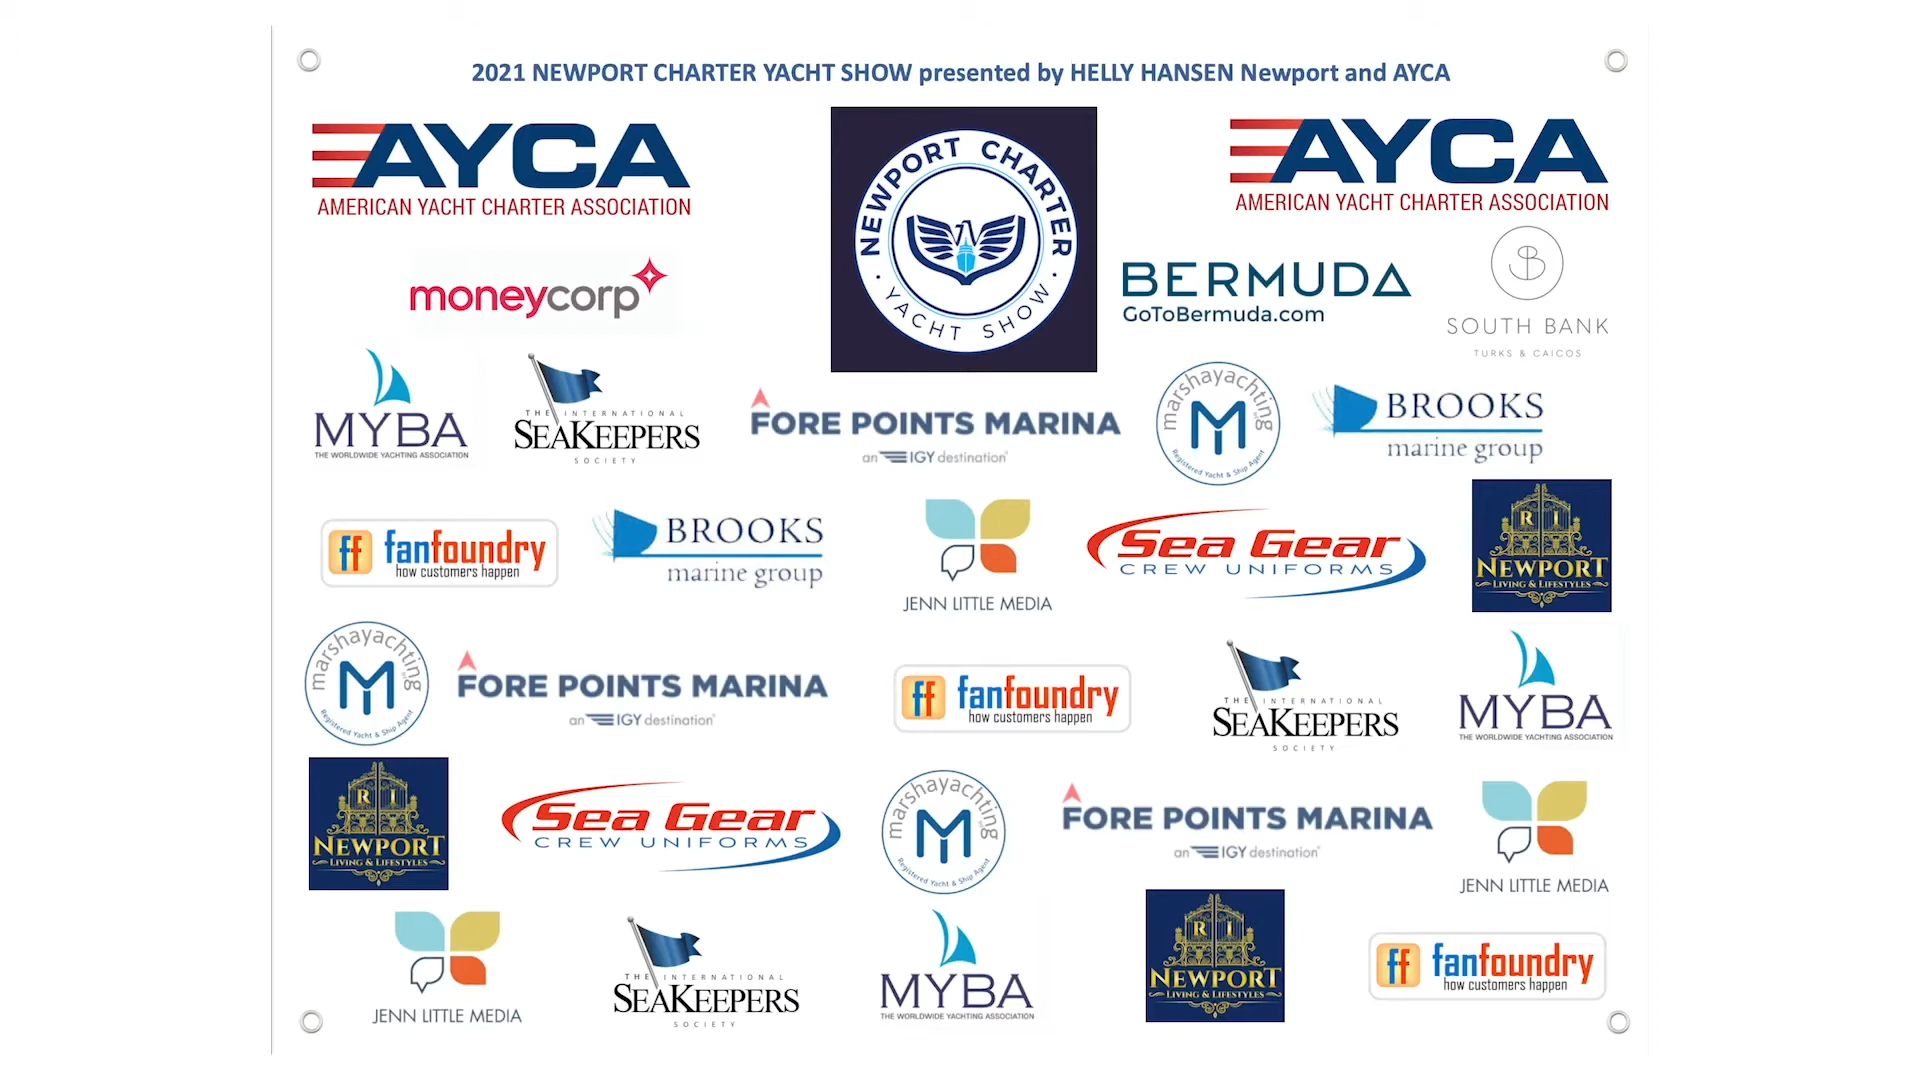 2021 NEWPORT CHARTER YACHT SHOW presented by HELLY HANSEN Newport and AYCA
AYCA
AMERICAN YACHT CHARTER ASSOCIATION
NEWPORT CHARTER
YACHT SHOW
AYCA
AMERICAN YACHT CHARTER ASSOCIATION
moneycorp
BERMUDA
GoToBermuda.com
SOUTH BANK
TURKS & CAICOS
MYBA
THE WORLDWIDE YACHTING ASSOCIATION
THE INTERNATIONAL
SEAKEEPERS
SOCIETY
FORE POINTS MARINA
an IGY destination
marshayachting
MY
Registered Yacht & Ship Agent
BROOKS
marine group
ff fanfoundry
how customers happen
BROOKS
marine group
JENN LITTLE MEDIA
Sea Gear
CREW UNIFORMS
R I
NEWPORT
LIVING & LIFESTYLES
marshayachting
MY
Registered Yacht & Ship Agent
FORE POINTS MARINA
an IGY destination
ff fanfoundry
how customers happen
THE INTERNATIONAL
SEAKEEPERS
SOCIETY
MYBA
THE WORLDWIDE YACHTING ASSOCIATION
R I
NEWPORT
LIVING & LIFESTYLES
Sea Gear
CREW UNIFORMS
marshayachting
MY
Registered Yacht & Ship Agent
FORE POINTS MARINA
an IGY destination
JENN LITTLE MEDIA
JENN LITTLE MEDIA
THE INTERNATIONAL
SEAKEEPERS
SOCIETY
MYBA
THE WORLDWIDE YACHTING ASSOCIATION
R I
NEWPORT
LIVING & LIFESTYLES
ff fanfoundry
how customers happen